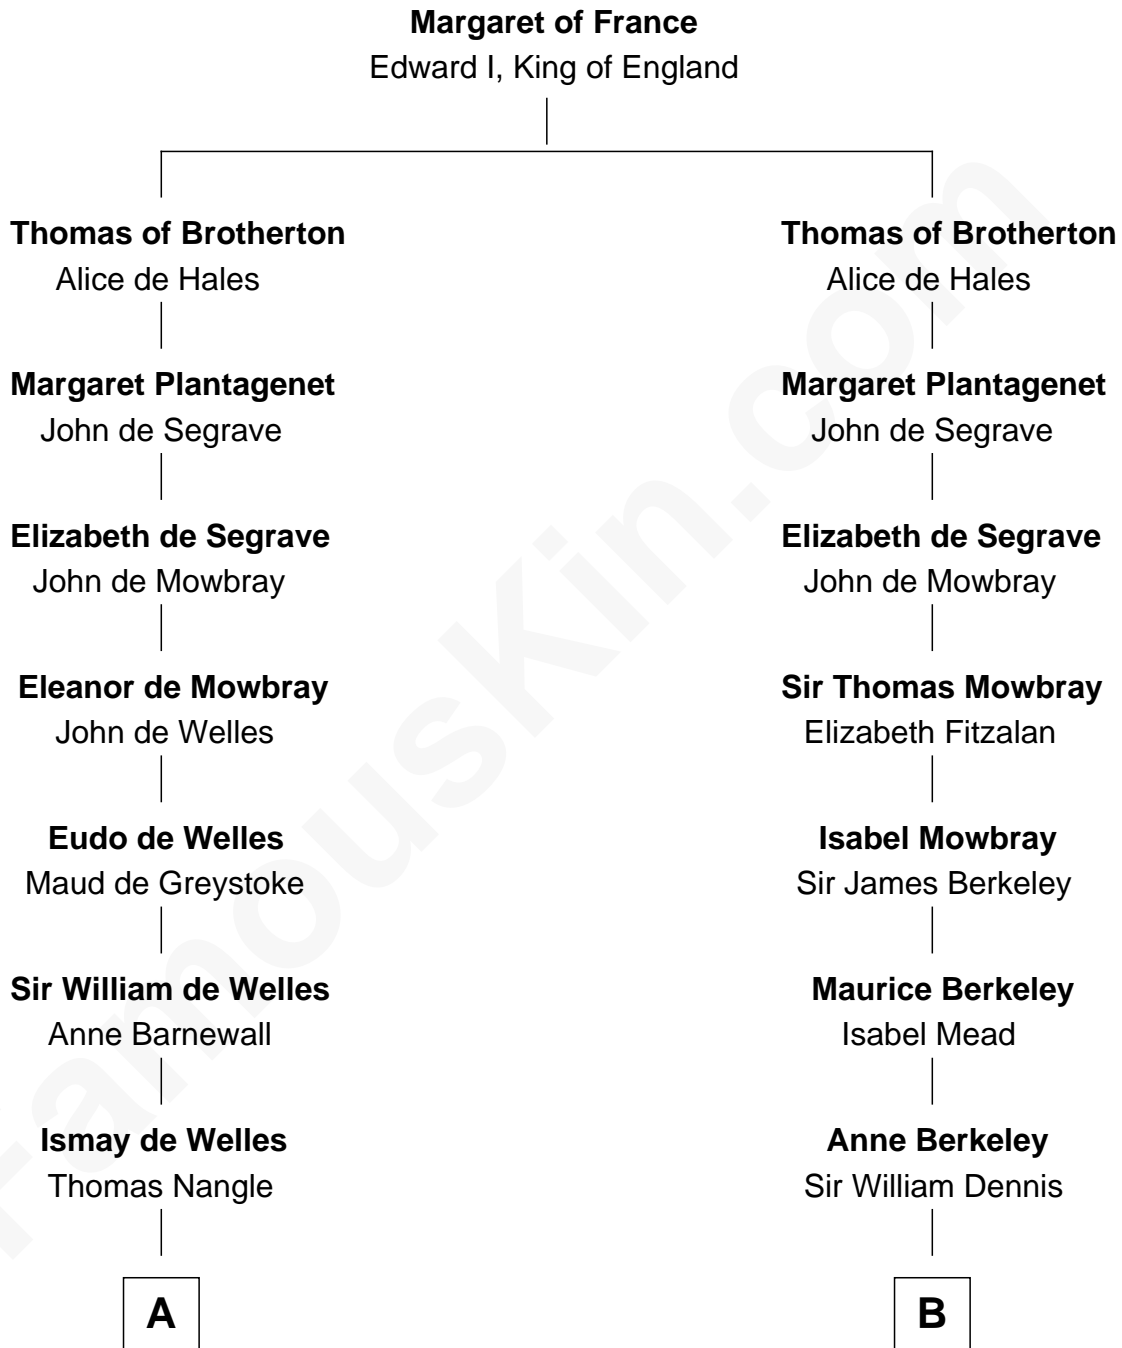 Margaret of France
Edward I, King of England
Thomas of Brotherton
Alice de Hales
Margaret Plantagenet
John de Segrave
Elizabeth de Segrave
John de Mowbray
Eleanor de Mowbray
John de Welles
Eudo de Welles
Maud de Greystoke
Sir William de Welles
Anne Barnewall
Ismay de Welles
Thomas Nangle
A
Thomas of Brotherton
Alice de Hales
Margaret Plantagenet
John de Segrave
Elizabeth de Segrave
John de Mowbray
Sir Thomas Mowbray
Elizabeth Fitzalan
Isabel Mowbray
Sir James Berkeley
Maurice Berkeley
Isabel Mead
Anne Berkeley
Sir William Dennis
B
FamousKin.com